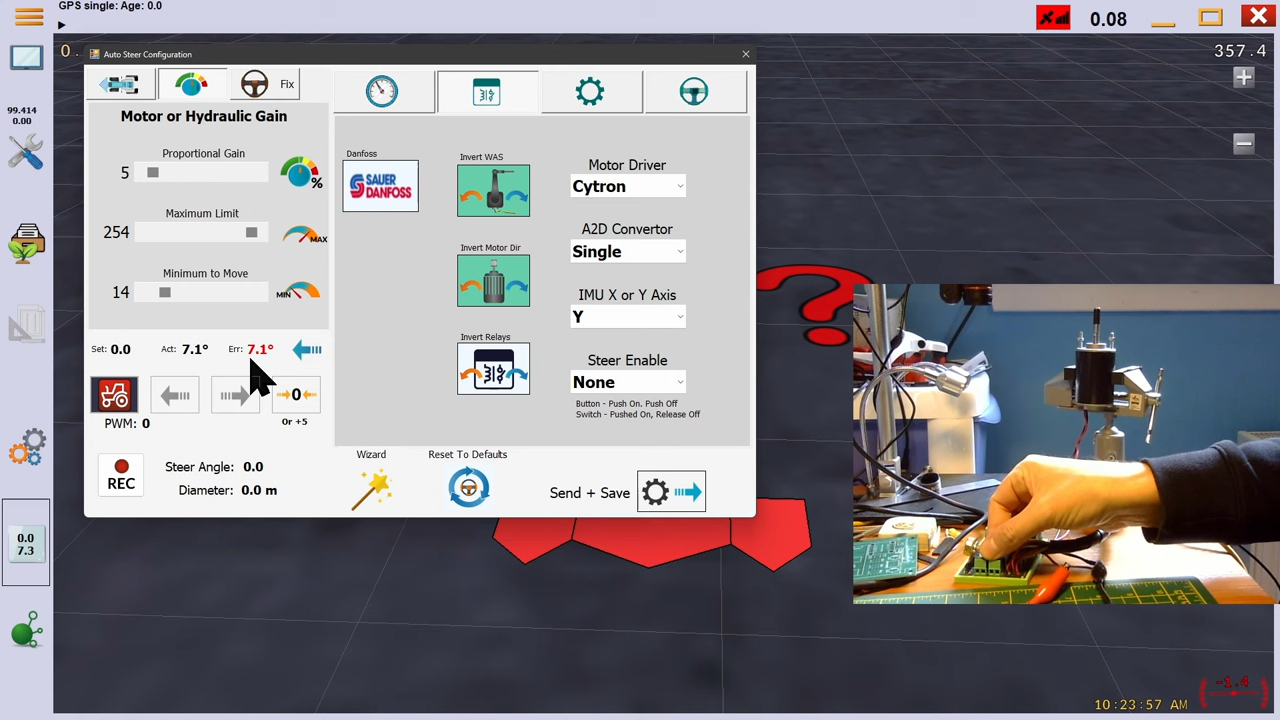 GPS single: Age: 0.0
0.08
0.
357.4
Auto Steer Configuration
Fix
99.414
0.00
Motor or Hydraulic Gain
Proportional Gain
5
%
Maximum Limit
254
MAX
Minimum to Move
14
MIN
Set: 0.0
Act: 7.1°
Err: 7.1°
0
PWM: 0
Or +5
REC
Steer Angle: 0.0
Diameter: 0.0 m
Danfoss
SAUER
DANFOSS
Invert WAS
Invert Motor Dir
Invert Relays
Motor Driver
Cytron
A2D Convertor
Single
IMU X or Y Axis
Y
Steer Enable
None
Button - Push On. Push Off
Switch - Pushed On, Release Off
Wizard
Reset To Defaults
Send + Save
0.0
7.3
?
-1.4
10:23:57 AM